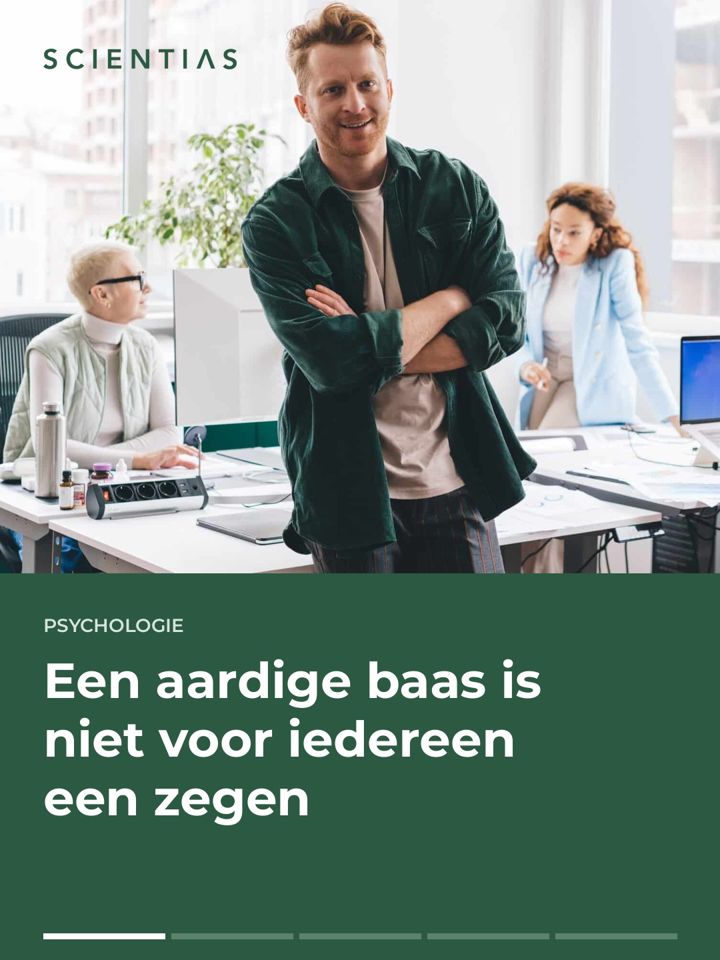 SCIENTIAS
PSYCHOLOGIE
Een aardige baas is
niet voor iedereen
een zegen